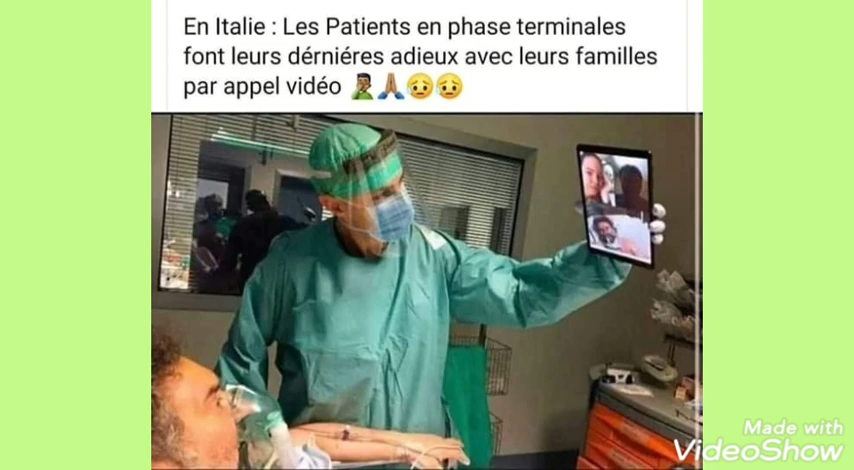 En Italie : Les Patients en phase terminales
font leurs dérniéres adieux avec leurs familles
par appel vidéo 🤦🏾‍♂️🙏🏽😥😥
Made with
VideoShow